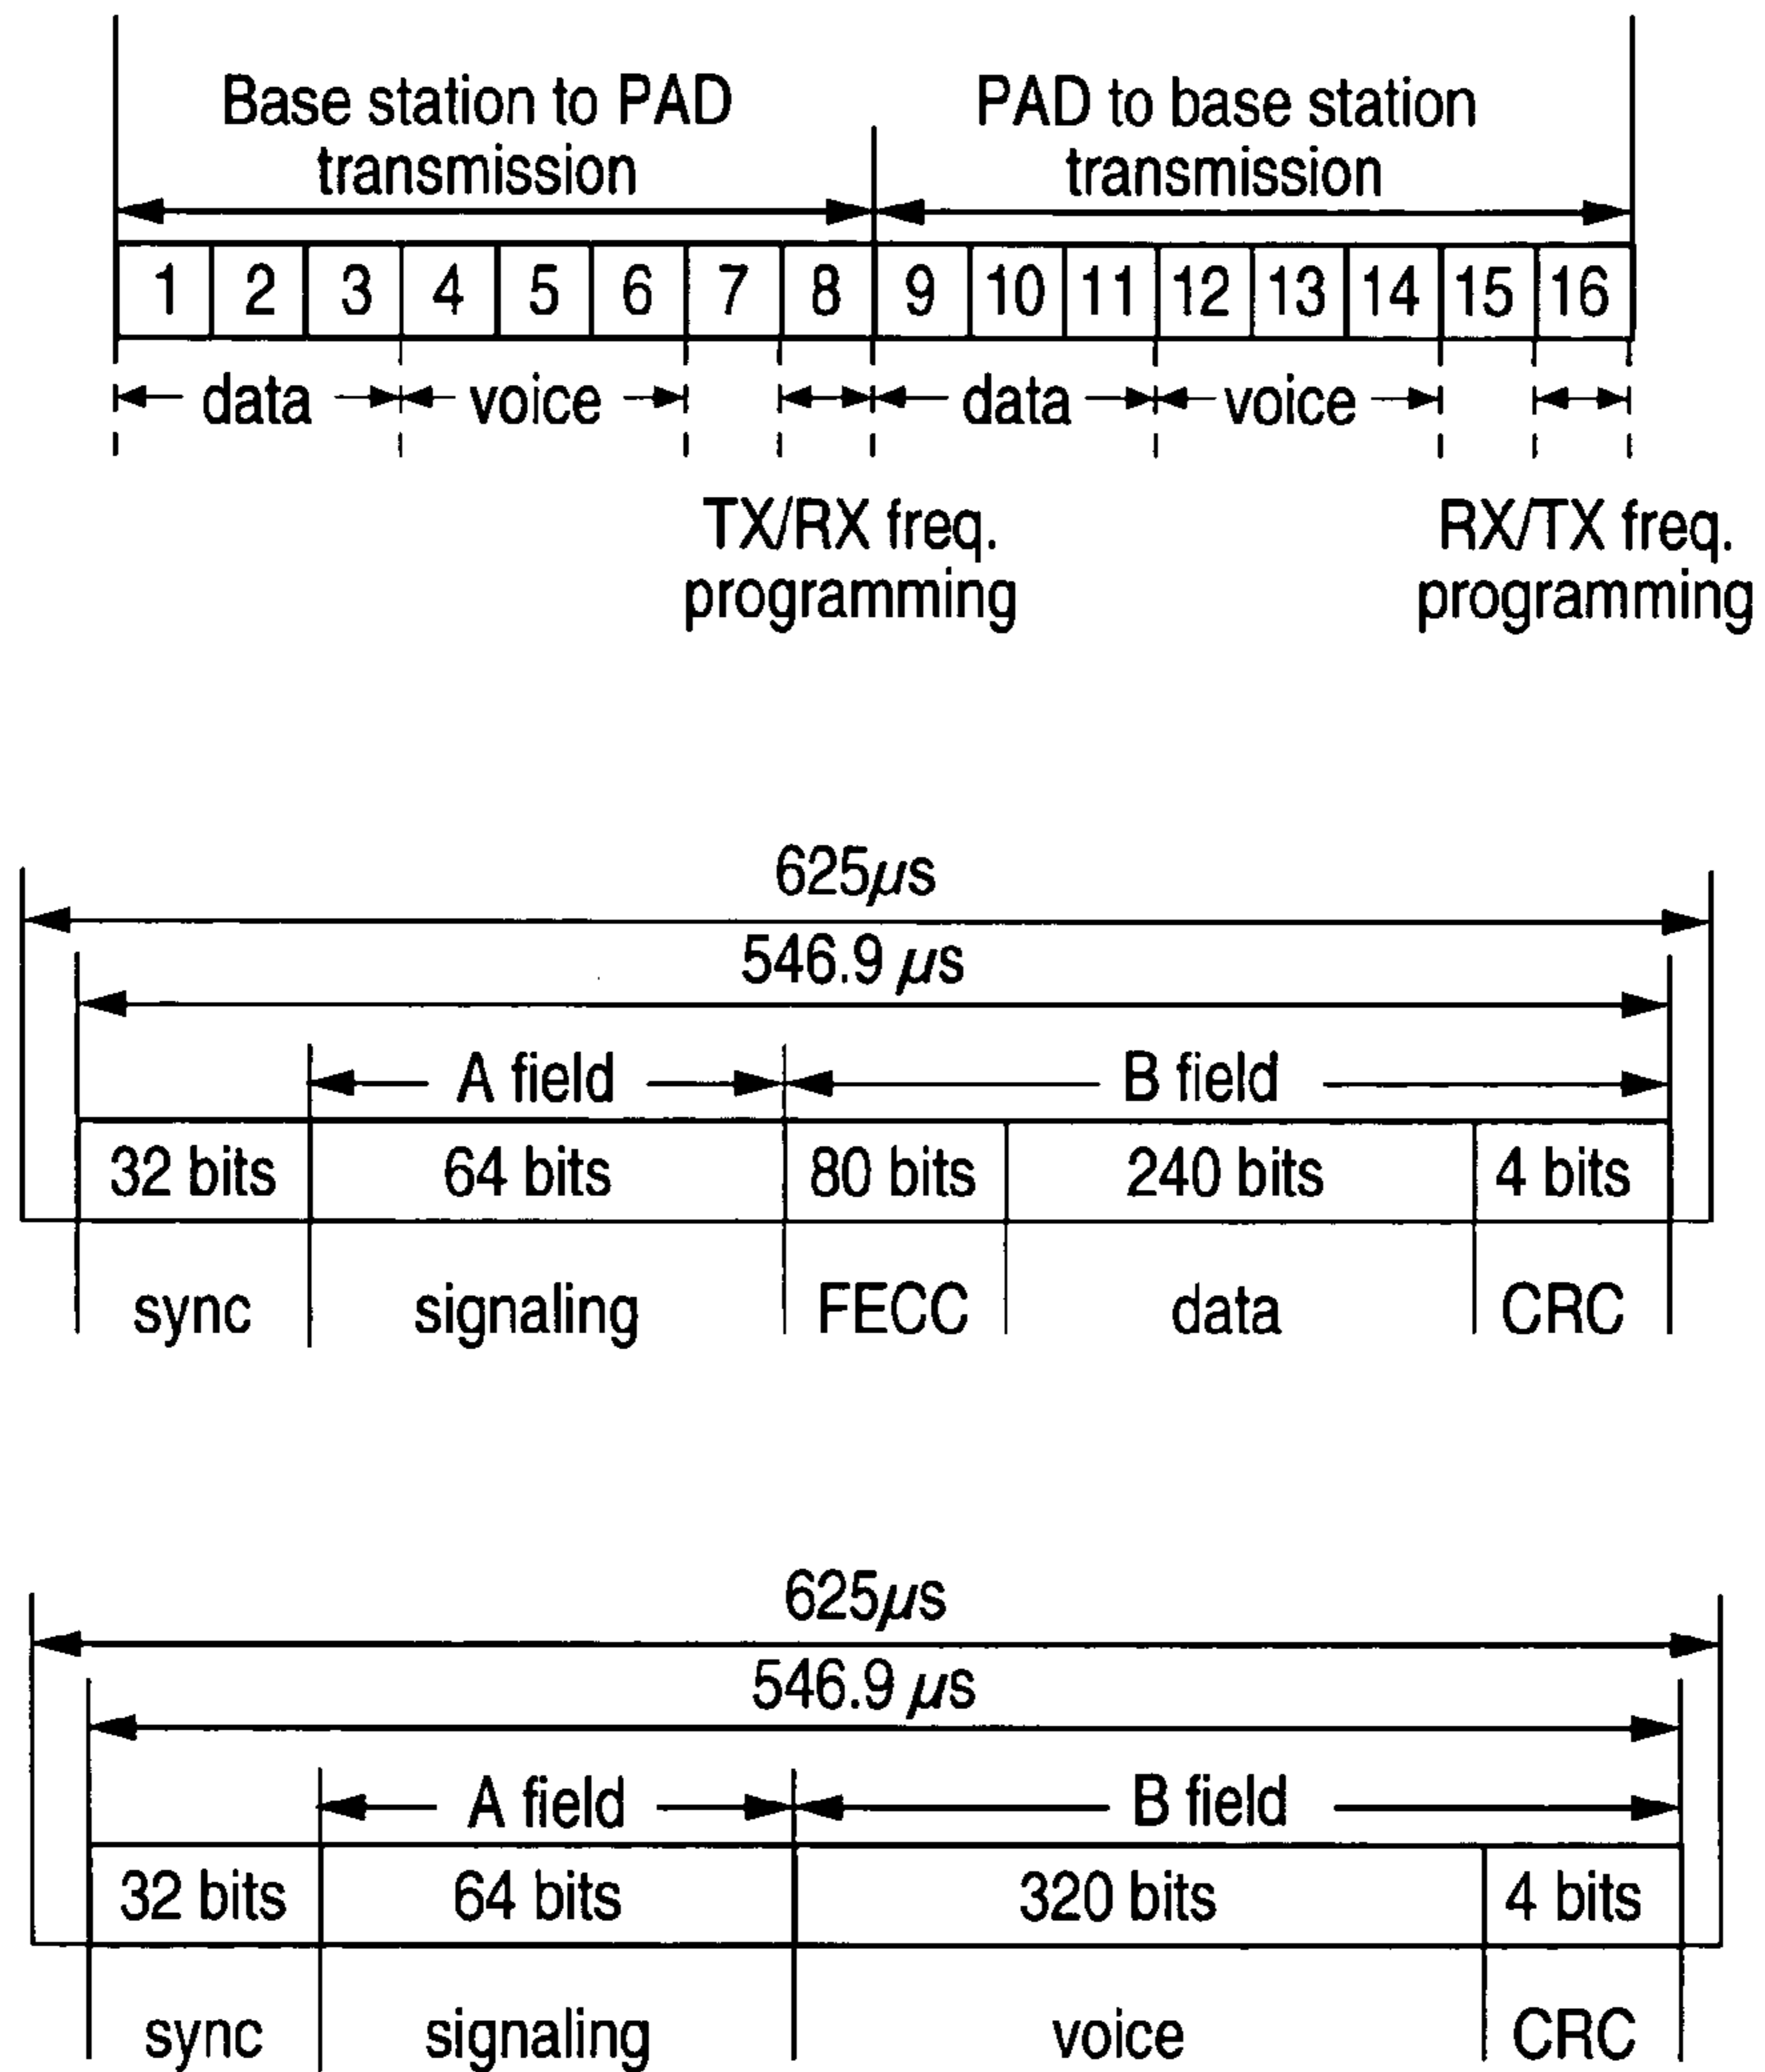 Base station to PAD
transmission
PAD to base station
transmission
1 2 3 4 5 6 7 8 9 10 11 12 13 14 15 16
data voice data voice
TX/RX freq.
programming
RX/TX freq.
programming
625μs
546.9 μs
A field B field
32 bits 64 bits 80 bits 240 bits 4 bits
sync signaling FECC data CRC
625μs
546.9 μs
A field B field
32 bits 64 bits 320 bits 4 bits
sync signaling voice CRC